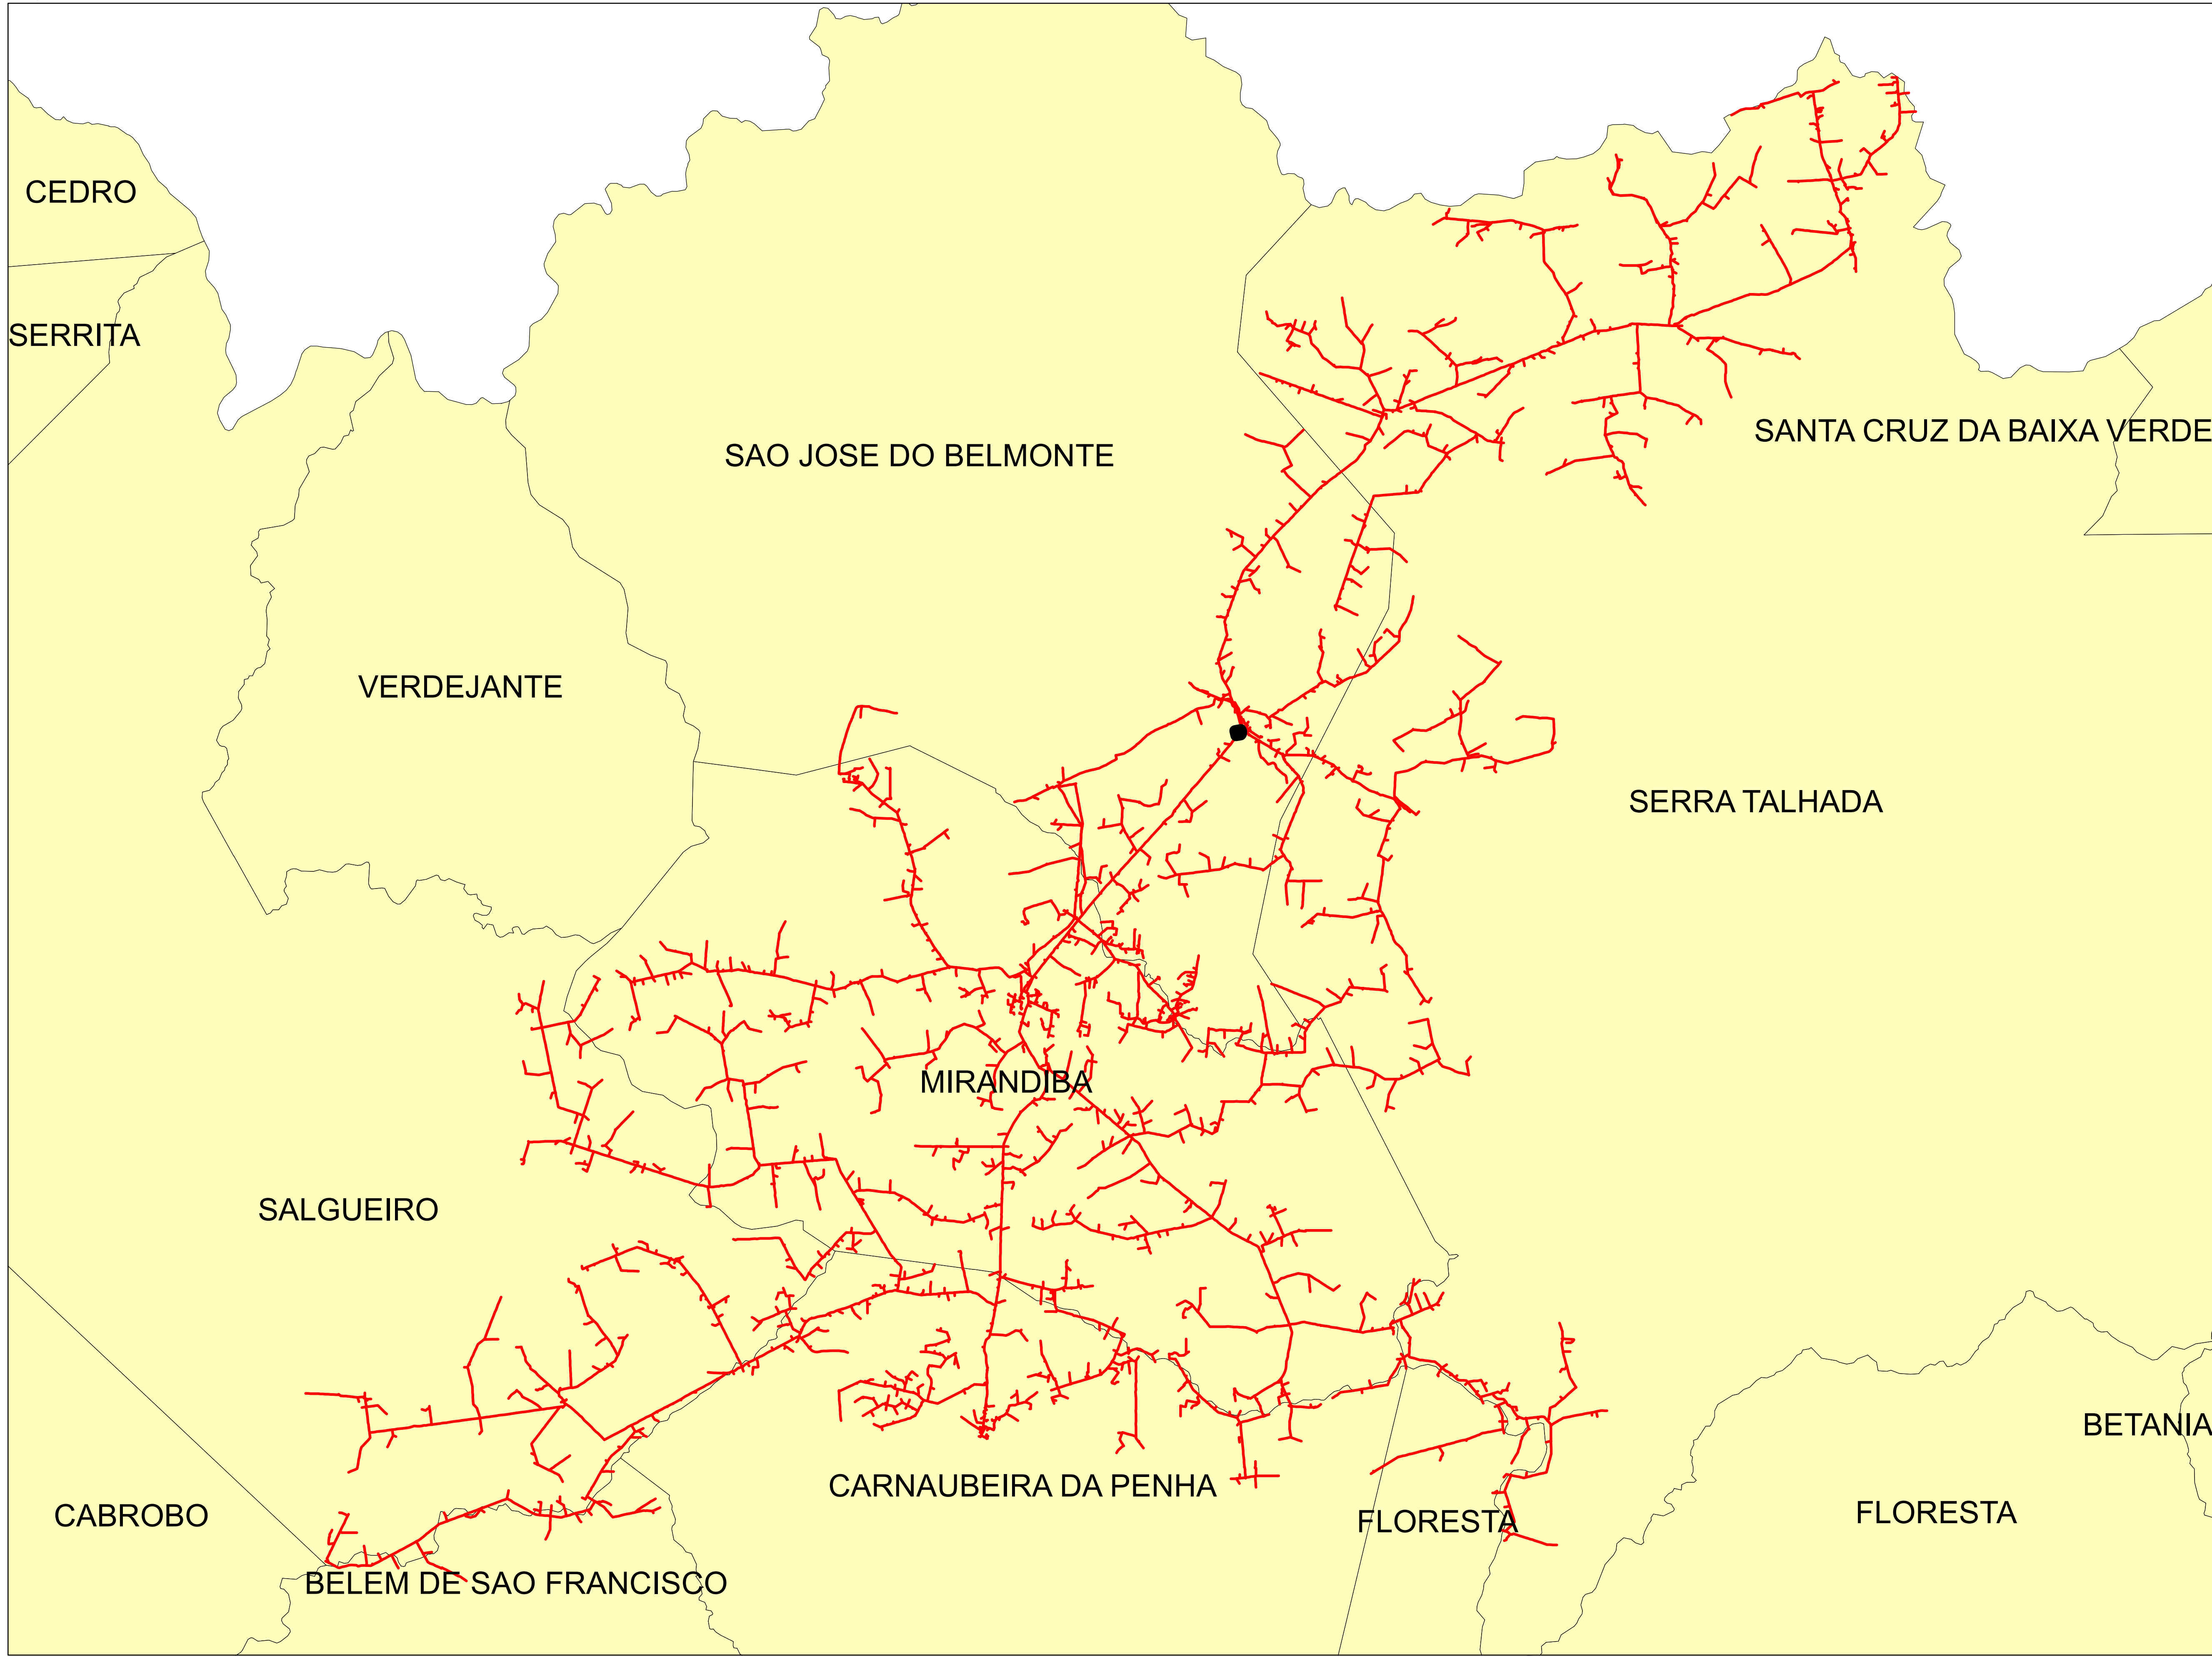 CEDRO
SERRITA
SANTA CRUZ DA BAIXA VERDE
SAO JOSE DO BELMONTE
VERDEJANTE
SERRA TALHADA
MIRANDIBA
SALGUEIRO
BETANIA
CARNAUBEIRA DA PENHA
CABROBO
FLORESTA
FLORESTA
BELEM DE SAO FRANCISCO